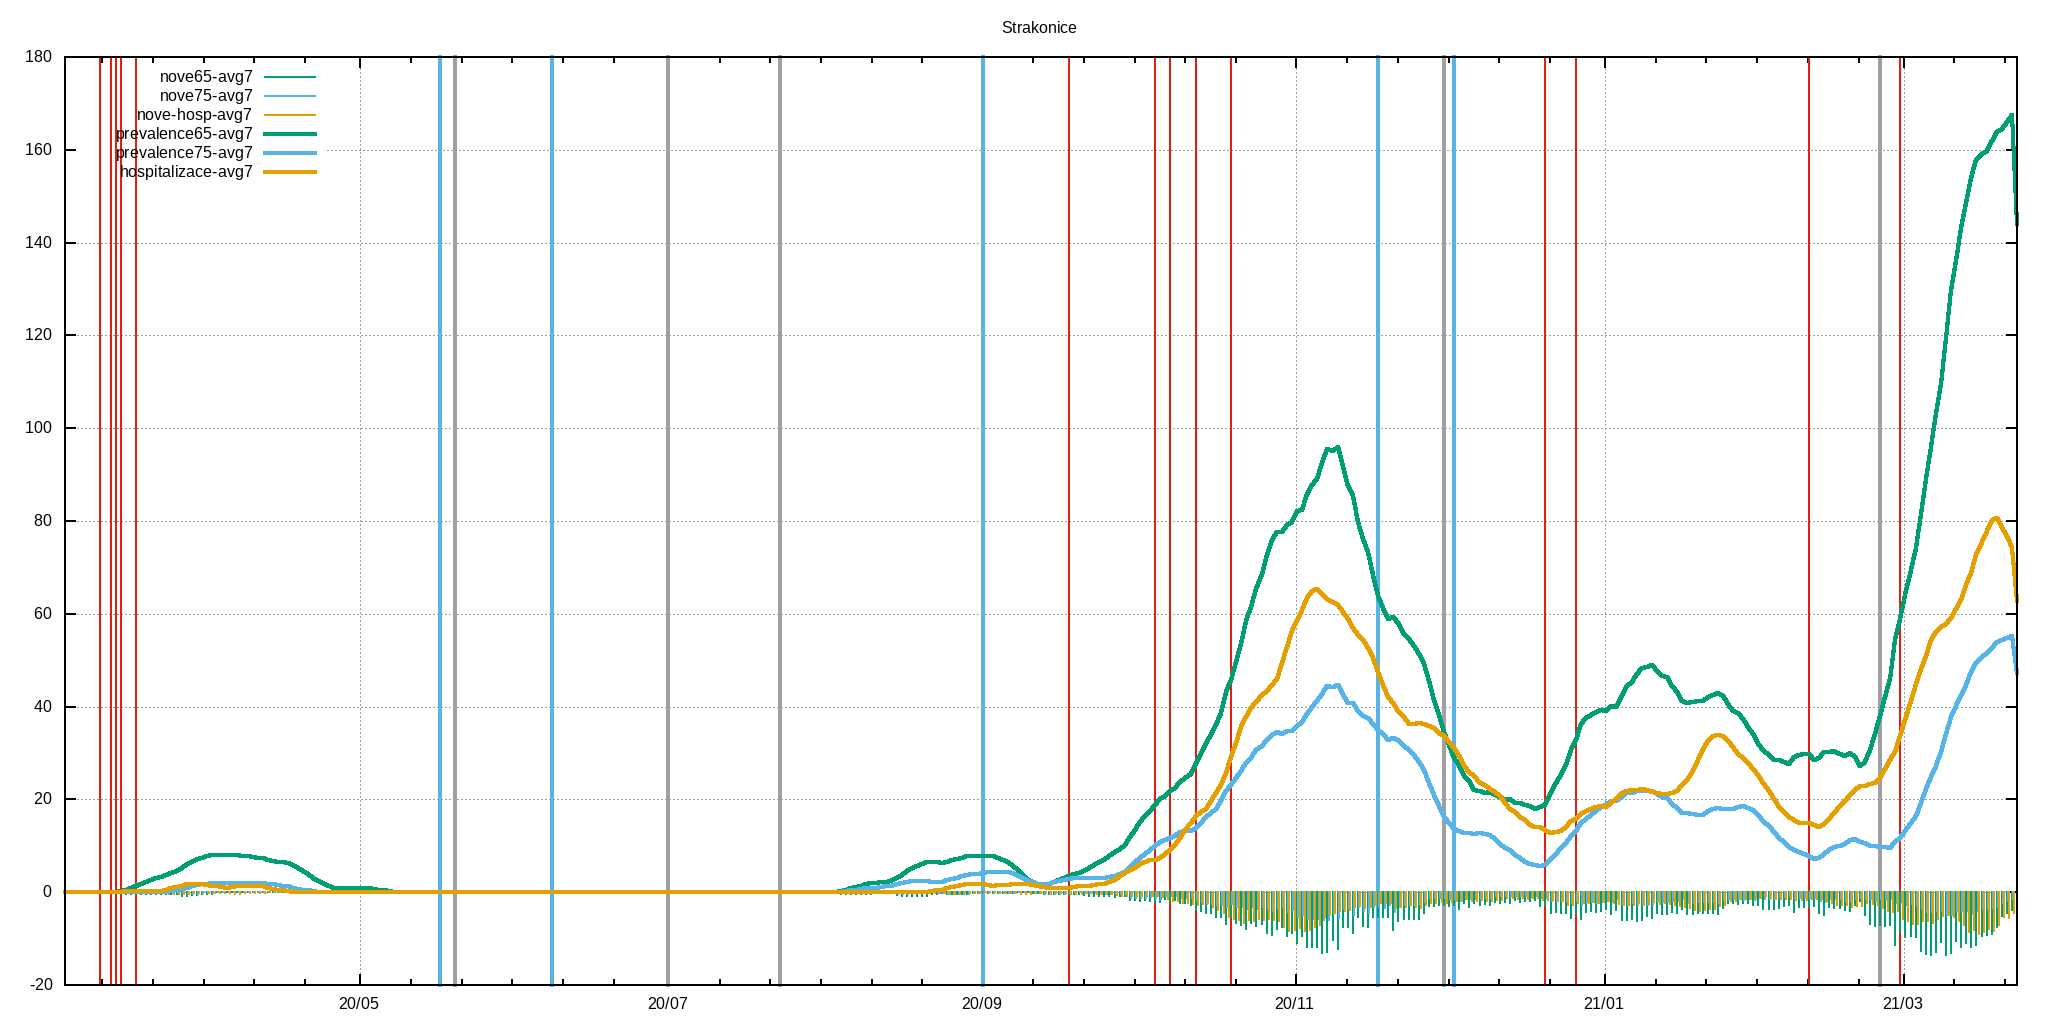 Strakonice
180
160
140
120
100
80
60
40
20
0
-20
nove65-avg7
nove75-avg7
nove-hosp-avg7
prevalence65-avg7
prevalence75-avg7
hospitalizace-avg7
20/05
20/07
20/09
20/11
21/01
21/03